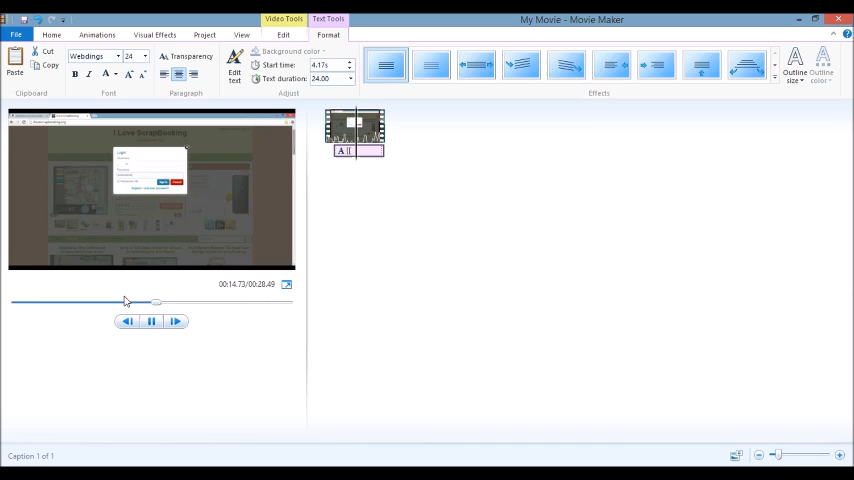 My Movie - Movie Maker
Video Tools
Text Tools
File
Home
Animations
Visual Effects
Project
View
Edit
Format
Paste
Cut
Copy
Clipboard
Webdings
24
B I A A A
Font
Transparency
Paragraph
Edit
text
Background color
Start time:
4.17s
Text duration:
24.00
Adjust
Effects
Outline
size
Outline
color
I Love ScrapBooking
Login
A
00:14.73/00:28.49
Caption 1 of 1